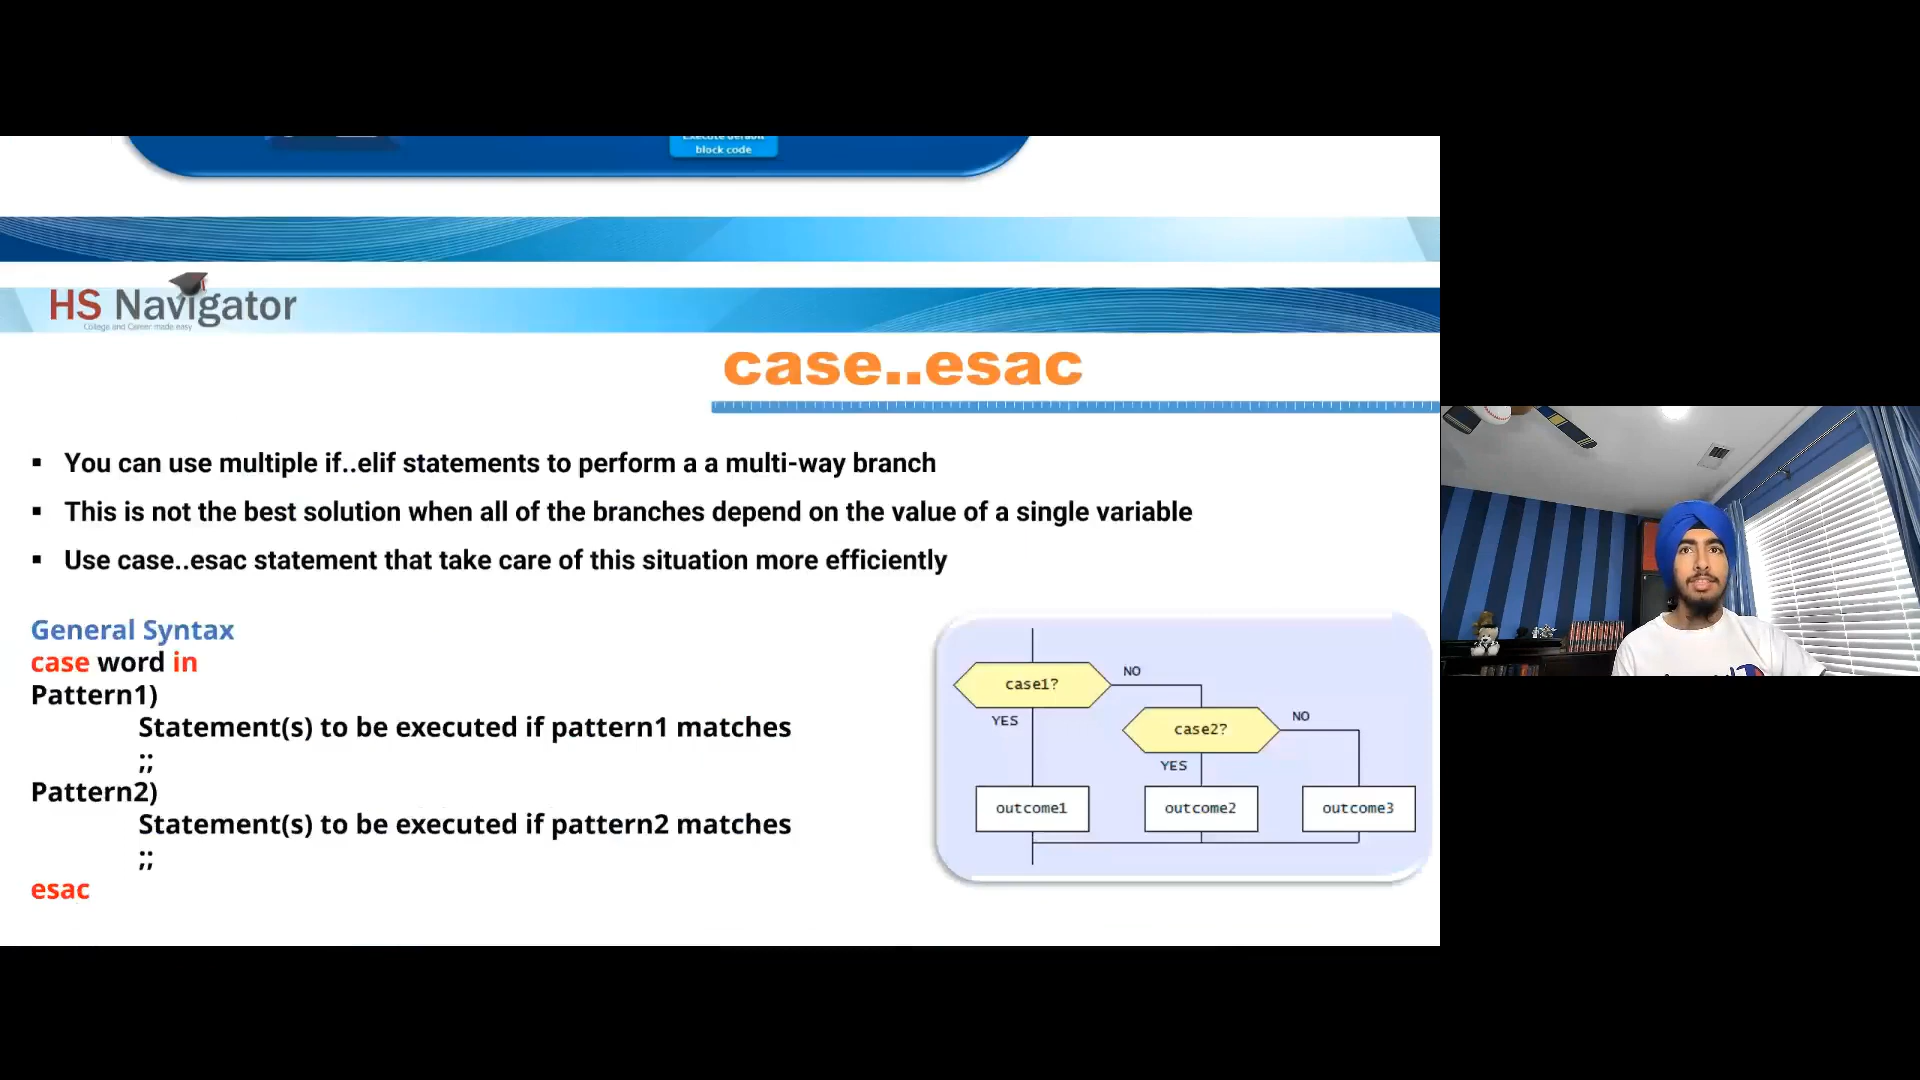 Execute default
block code
HS Navigator
College and Career made easy
case..esac
▪ You can use multiple if..elif statements to perform a a multi-way branch
▪ This is not the best solution when all of the branches depend on the value of a single variable
▪ Use case..esac statement that take care of this situation more efficiently
General Syntax
case word in
Pattern1)
Statement(s) to be executed if pattern1 matches
;;
Pattern2)
Statement(s) to be executed if pattern2 matches
;;
esac
case1?
NO
YES
case2?
NO
YES
outcome1
outcome2
outcome3